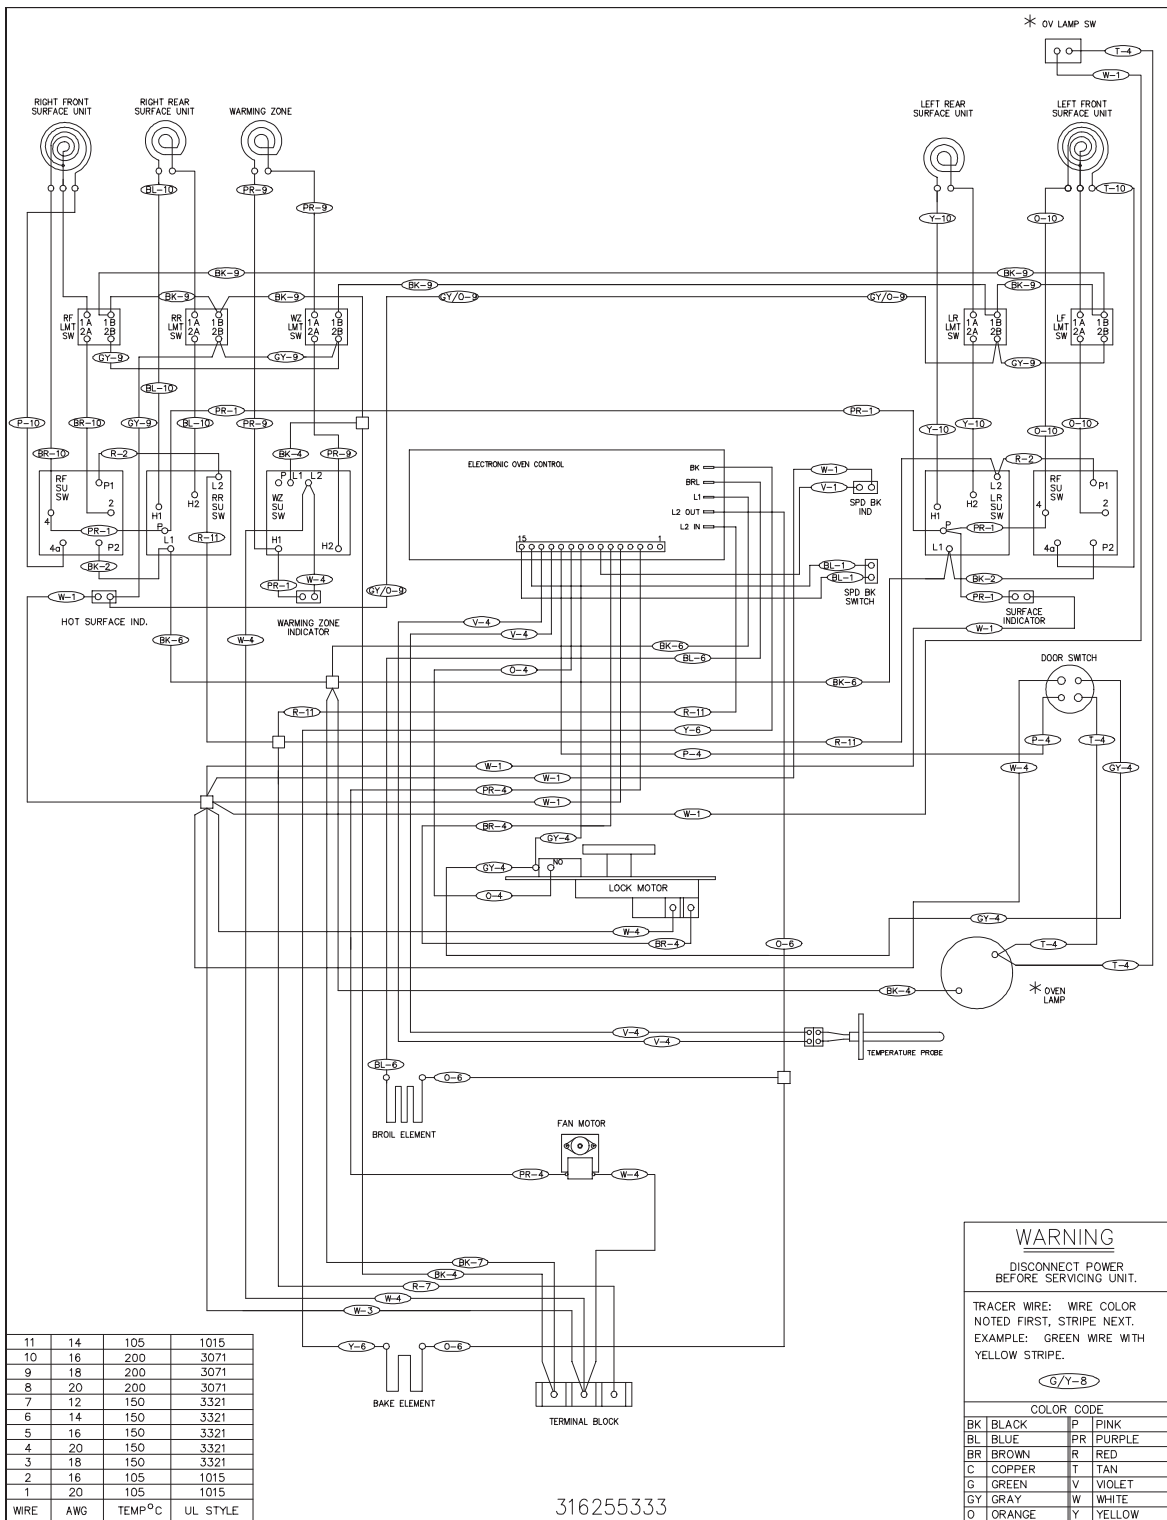 * OV LAMP SW
T-4
W-1
RIGHT FRONT
SURFACE UNIT
RIGHT REAR
SURFACE UNIT
WARMING ZONE
LEFT REAR
SURFACE UNIT
LEFT FRONT
SURFACE UNIT
BL-10
PR-9
PR-9
Y-10
O-10
T-10
BK-9
BK-9
BK-9
BK-9
GY/O-9
GY/O-9
BK-9
BK-9
RF
LMT
SW
1A 1B
2A 2B
RR
LMT
SW
1A 1B
2A 2B
WZ
LMT
SW
1A 1B
2A 2B
LR
LMT
SW
1A 1B
2A 2B
LF
LMT
SW
1A 1B
2A 2B
GY-9
GY-9
GY-9
BL-10
PR-1
PR-1
P-10
BR-10
GY-9
BL-10
PR-9
Y-10
Y-10
O-10
O-10
BR-10
R-2
BK-4
PR-9
R-2
RF
SU
SW
P1
2
4
4a
P2
PR-1
BK-2
L2
RR
SU
SW
H1
H2
P
L1
R-11
P L1 L2
WZ
SU
SW
H1
H2
PR-1
W-4
ELECTRONIC OVEN CONTROL
BK
BRL
L1
L2 OUT
L2 IN
15
1
W-1
V-1
SPD BK
IND
BL-1
BL-1
SPD BK
SWITCH
L2
LR
SU
SW
H1
H2
P
L1
PR-1
BK-2
RF
SU
SW
P1
2
4
4a
P2
W-1
HOT SURFACE IND.
WARMING ZONE
INDICATOR
GY/O-9
PR-1
SURFACE
INDICATOR
W-1
BK-6
W-4
V-4
V-4
O-4
BK-6
BL-6
BK-6
DOOR SWITCH
R-11
R-11
Y-6
P-4
R-11
P-4
T-4
W-4
GY-4
W-1
W-1
PR-4
W-1
W-1
BR-4
GY-4
GY-4
NO
O-4
LOCK MOTOR
W-4
BR-4
GY-4
O-6
T-4
T-4
BK-4
* OVEN
LAMP
V-4
V-4
TEMPERATURE PROBE
BL-6
O-6
BROIL ELEMENT
FAN MOTOR
PR-4
W-4
BK-7
BK-4
R-7
W-4
W-3
Y-6
O-6
BAKE ELEMENT
TERMINAL BLOCK
WARNING
DISCONNECT POWER
BEFORE SERVICING UNIT.
TRACER WIRE: WIRE COLOR
NOTED FIRST, STRIPE NEXT.
EXAMPLE: GREEN WIRE WITH
YELLOW STRIPE.
G/Y-8
COLOR CODE
BK BLACK P PINK
BL BLUE PR PURPLE
BR BROWN R RED
C COPPER T TAN
G GREEN V VIOLET
GY GRAY W WHITE
O ORANGE Y YELLOW
11 14 105 1015
10 16 200 3071
9 18 200 3071
8 20 200 3071
7 12 150 3321
6 14 150 3321
5 16 150 3321
4 20 150 3321
3 18 150 3321
2 16 105 1015
1 20 105 1015
WIRE AWG TEMP°C UL STYLE
316255333